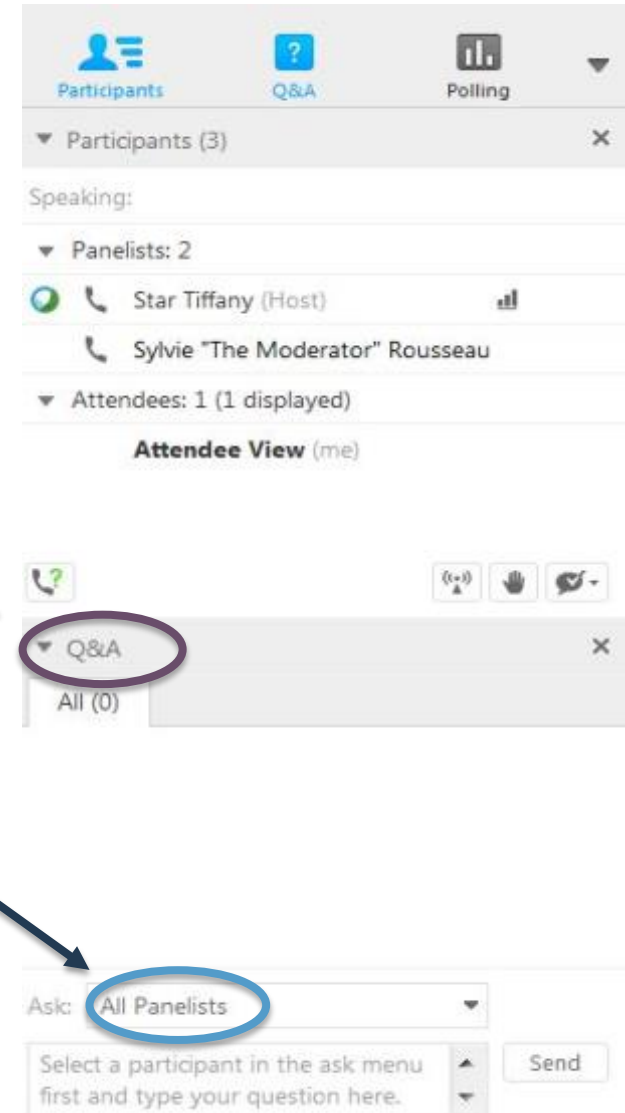 Participants Q&A Polling
Participants (3)
Speaking:
Panelists: 2
Star Tiffany (Host)
Sylvie "The Moderator" Rousseau
Attendees: 1 (1 displayed)
Attendee View (me)
Q&A
All (0)
Ask: All Panelists
Select a participant in the ask menu
first and type your question here.
Send